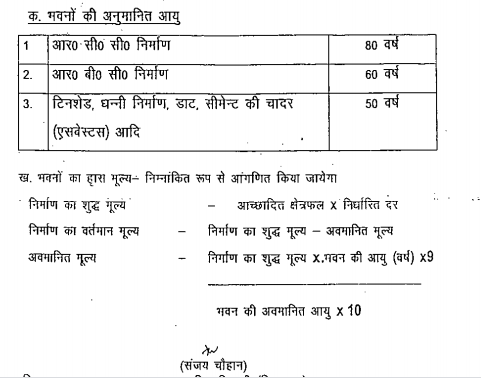 क. भवनों की अनुमानित आयु
1 आर0 सी0 सी0 निर्माण 80 वर्ष
2. आर0 बी0 सी0 निर्माण 60 वर्ष
3. टिनशेड, घन्नी निर्माण, डाट, सीमेन्ट की चादर 50 वर्ष
(एसवेस्टस) आदि
ख. भवनों का ह्रास मूल्य– निम्नांकित रूप से आंगणित किया जायेगा
निर्माण का शुद्ध मूल्य – आच्छादित क्षेत्रफल x निर्धारित दर
निर्माण का वर्तमान मूल्य – निर्माण का शुद्ध मूल्य – अवमानित मूल्य
अवमानित मूल्य – निर्माण का शुद्ध मूल्य x भवन की आयु (वर्ष) x9
भवन की अवमानित आयु x 10
(संजय चौहान)